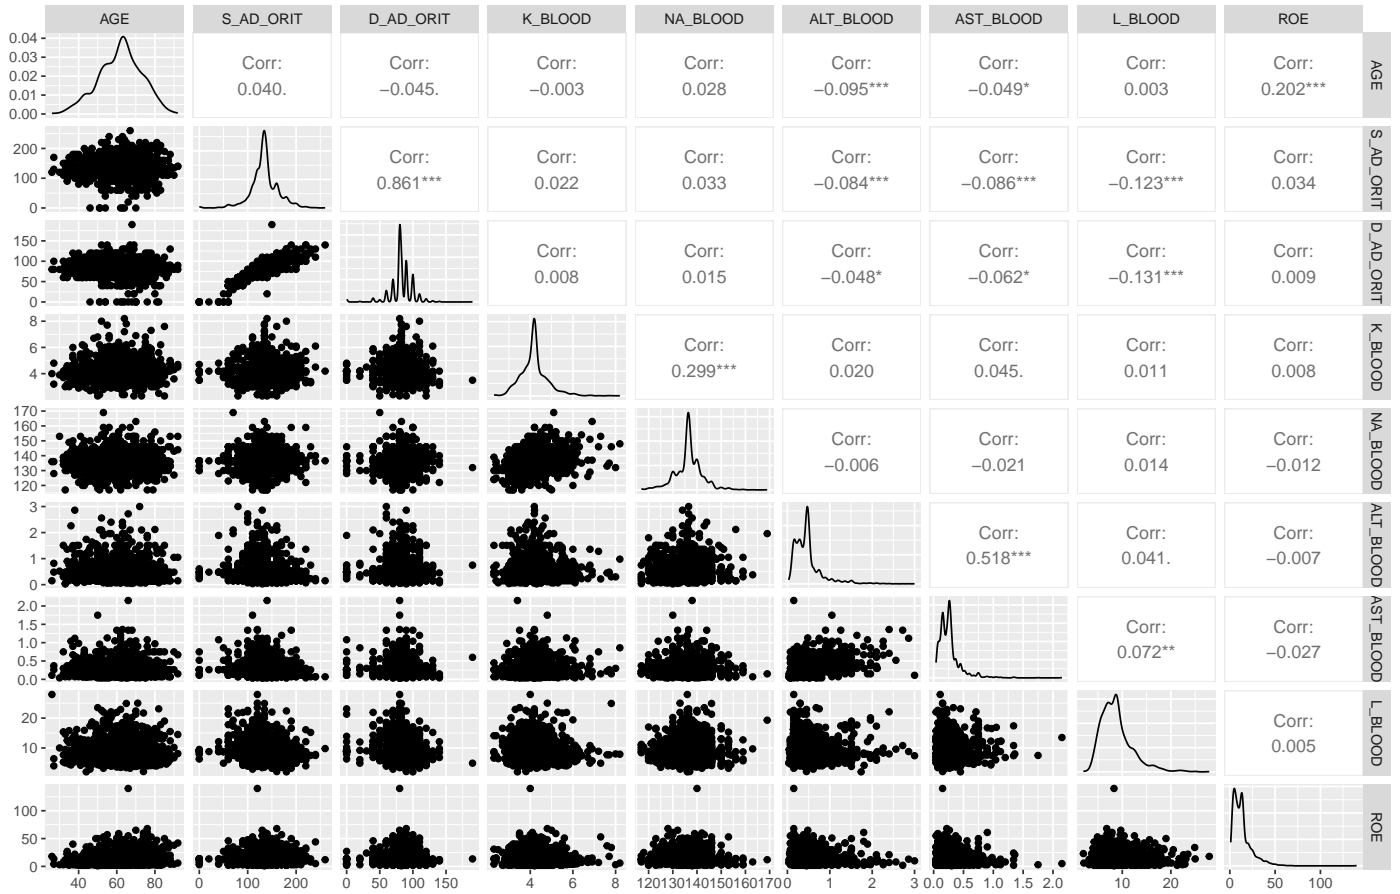 AGE S_AD_ORIT D_AD_ORIT K_BLOOD NA_BLOOD ALT_BLOOD AST_BLOOD L_BLOOD ROE
0.04
0.03
0.02
0.01
0.00
Corr: Corr: Corr: Corr: Corr: Corr: Corr: Corr:
0.040. −0.045. −0.003 0.028 −0.095*** −0.049* 0.003 0.202***
AGE
200
100
0
Corr: Corr: Corr: Corr: Corr: Corr: Corr:
0.861*** 0.022 0.033 −0.084*** −0.086*** −0.123*** 0.034
S_AD_ORIT
150
100
50
0
Corr: Corr: Corr: Corr: Corr: Corr:
0.008 0.015 −0.048* −0.062* −0.131*** 0.009
D_AD_ORIT
8
6
4
Corr: Corr: Corr: Corr: Corr:
0.299*** 0.020 0.045. 0.011 0.008
K_BLOOD
170
160
150
140
130
120
Corr: Corr: Corr: Corr:
−0.006 −0.021 0.014 −0.012
NA_BLOOD
3
2
1
0
Corr: Corr: Corr:
0.518*** 0.041. −0.007
ALT_BLOOD
2.0
1.5
1.0
0.5
0.0
Corr: Corr:
0.072** −0.027
AST_BLOOD
20
10
Corr:
0.005
L_BLOOD
100
50
0
ROE
40 60 80 0 100 200 0 50 100 150 4 6 8 120 130 140 150 160 170 0 1 2 3 0.0 0.5 1.0 1.5 2.0 10 20 0 50 100